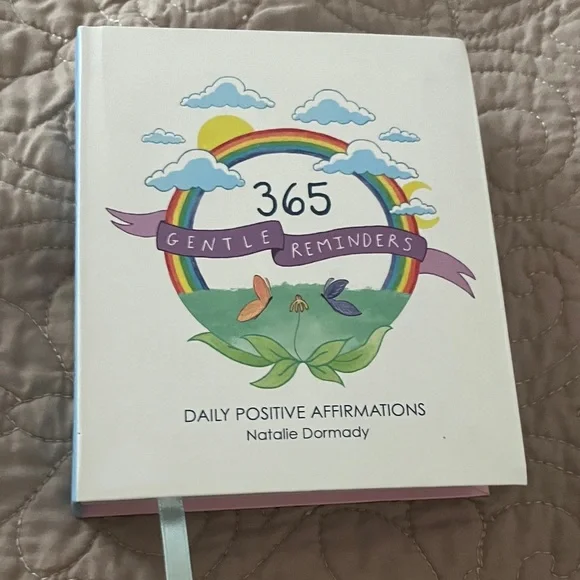 365
GENTLE REMINDERS
DAILY POSITIVE AFFIRMATIONS
Natalie Dormady